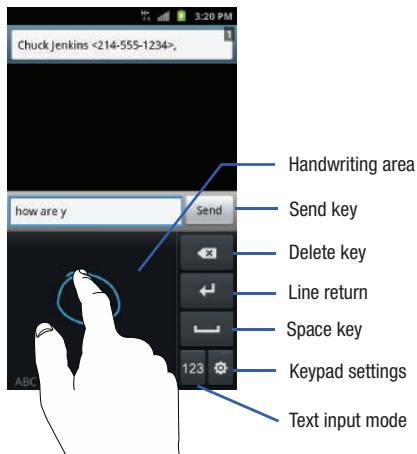 3:20 PM
1
Chuck Jenkins <214-555-1234>,
Handwriting area
how are y
Send
Send key
Delete key
Line return
Space key
ABC
123
Keypad settings
Text input mode